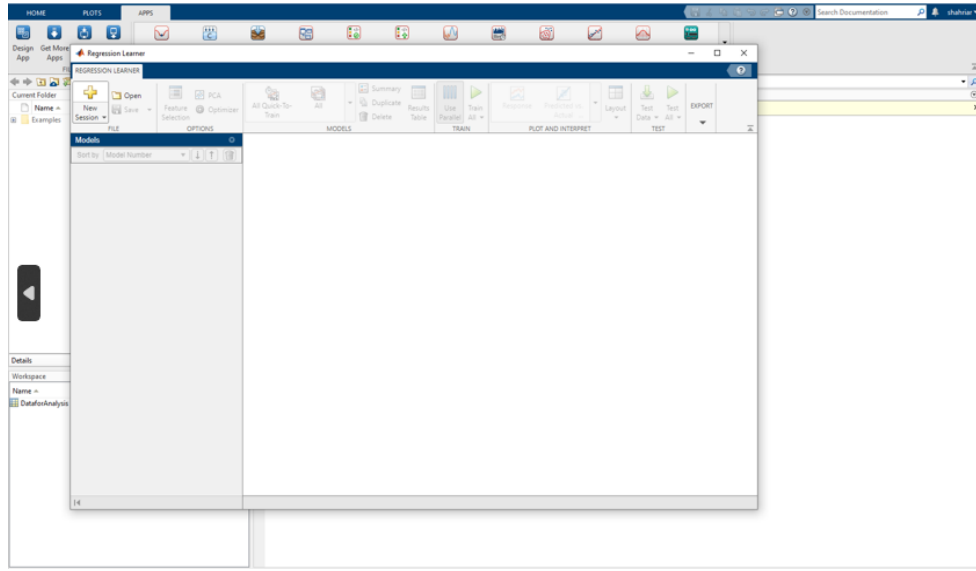 HOME PLOTS APPS
Search Documentation
shahriar
Design App
Get More Apps
Regression Learner
REGRESSION LEARNER
Current Folder
Name
Examples
New Session
Open
Save
FILE
Feature Selection
PCA
Optimizer
OPTIONS
All Quick-To-Train
All
Summary
Duplicate
Delete
Results Table
MODELS
Use Parallel
Train All
TRAIN
Response
Predicted vs. Actual
Layout
PLOT AND INTERPRET
Test Data
Test All
TEST
EXPORT
Models
Sort by Model Number
Details
Workspace
Name
DataforAnalysis